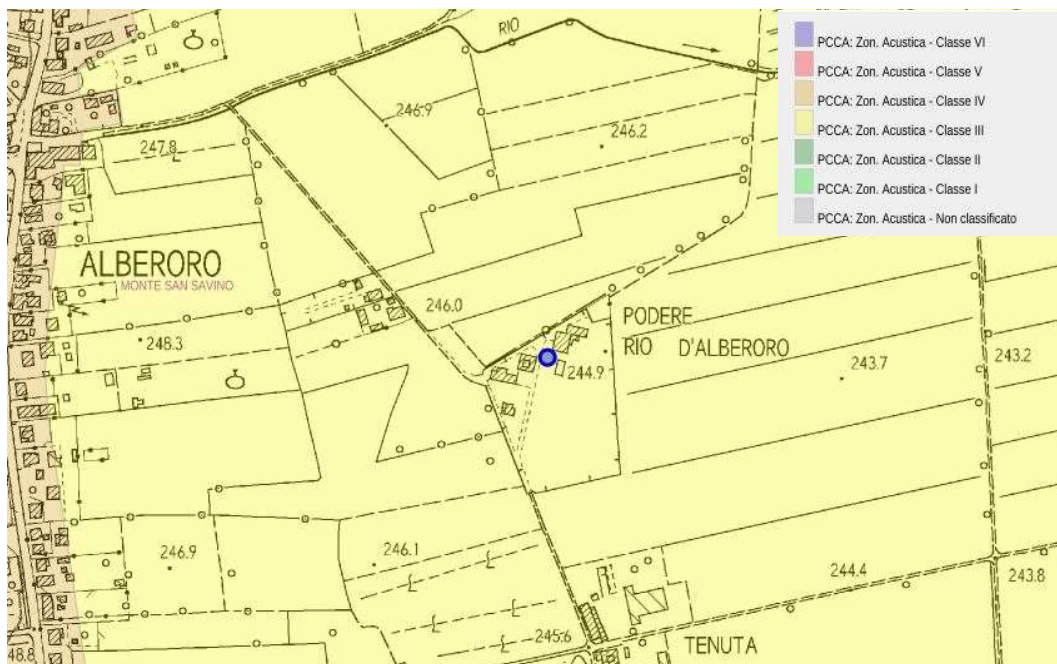 RIO
PCCA: Zon. Acustica - Classe VI
PCCA: Zon. Acustica - Classe V
PCCA: Zon. Acustica - Classe IV
PCCA: Zon. Acustica - Classe III
PCCA: Zon. Acustica - Classe II
PCCA: Zon. Acustica - Classe I
PCCA: Zon. Acustica - Non classificato
246.9
246.2
247.8
ALBERORO
MONTE SAN SAVINO
246.0
PODERE
RIO D'ALBERORO
248.3
244.9
243.7
243.2
246.9
246.1
244.4
243.8
245.6
TENUTA
48.8